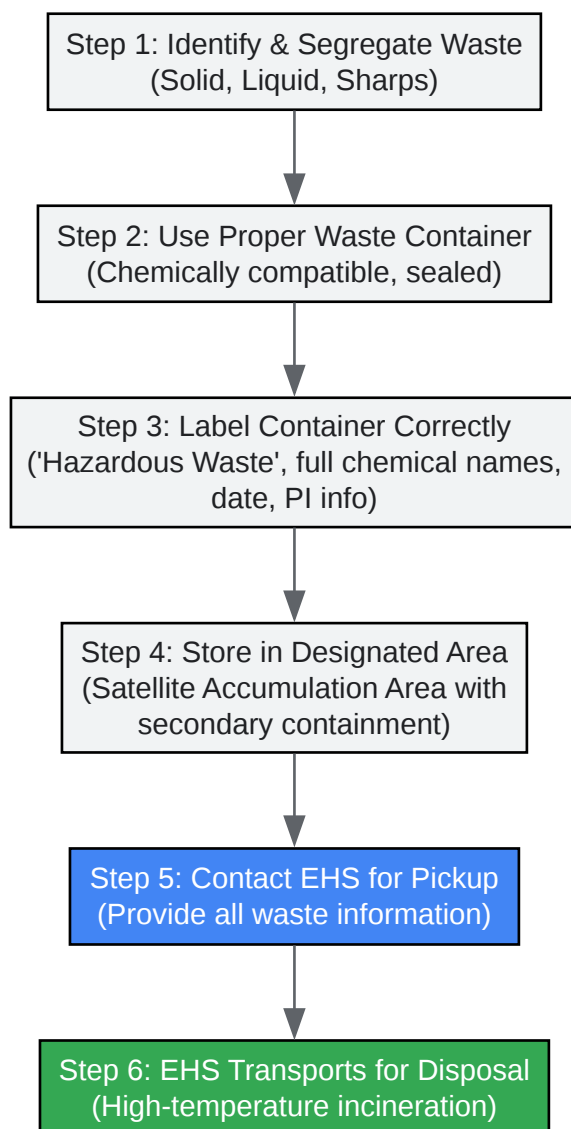 Step 1: Identify & Segregate Waste
(Solid, Liquid, Sharps)
Step 2: Use Proper Waste Container
(Chemically compatible, sealed)
Step 3: Label Container Correctly
('Hazardous Waste', full chemical names,
date, PI info)
Step 4: Store in Designated Area
(Satellite Accumulation Area with
secondary containment)
Step 5: Contact EHS for Pickup
(Provide all waste information)
Step 6: EHS Transports for Disposal
(High-temperature incineration)